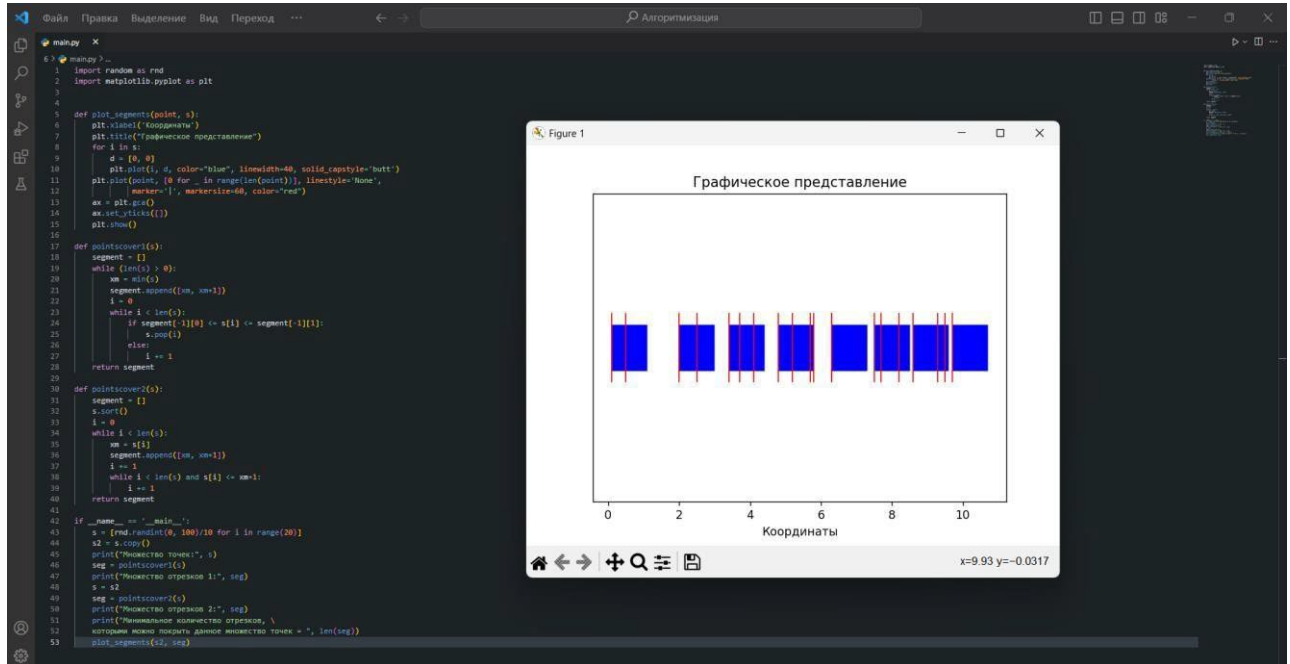 Файл Правка Выделение Вид Переход ··· Алгоритмизация
main.py
6 > main.py > ...
1 import random as rnd
2 import matplotlib.pyplot as plt
3
4
5 def plot_segments(point, s):
6 plt.xlabel('Координаты')
7 plt.title("Графическое представление")
8 for i in s:
9 d = [0, 0]
10 plt.plot(i, d, color="blue", linewidth=40, solid_capstyle='butt')
11 plt.plot(point, [0 for _ in range(len(point))], linestyle='None',
12 marker='|', markersize=60, color="red")
13 ax = plt.gca()
14 ax.set_yticks([])
15 plt.show()
16
17 def pointscover1(s):
18 segment = []
19 while (len(s) > 0):
20 xm = min(s)
21 segment.append([xm, xm+1])
22 i = 0
23 while i < len(s):
24 if segment[-1][0] <= s[i] <= segment[-1][1]:
25 s.pop(i)
26 else:
27 i += 1
28 return segment
29
30 def pointscover2(s):
31 segment = []
32 s.sort()
33 i = 0
34 while i < len(s):
35 xm = s[i]
36 segment.append([xm, xm+1])
37 i += 1
38 while i < len(s) and s[i] <= xm+1:
39 i += 1
40 return segment
41
42 if __name__ == '__main__':
43 s = [rnd.randint(0, 100)/10 for i in range(20)]
44 s2 = s.copy()
45 print("Множество точек:", s)
46 seg = pointscover1(s)
47 print("Множество отрезков 1:", seg)
48 s = s2
49 seg = pointscover2(s)
50 print("Множество отрезков 2:", seg)
51 print("Минимальное количество отрезков, \
52 которыми можно покрыть данное множество точек = ", len(seg))
53 plot_segments(s2, seg)
Figure 1
Графическое представление
0 2 4 6 8 10
Координаты
x=9.93 y=−0.0317